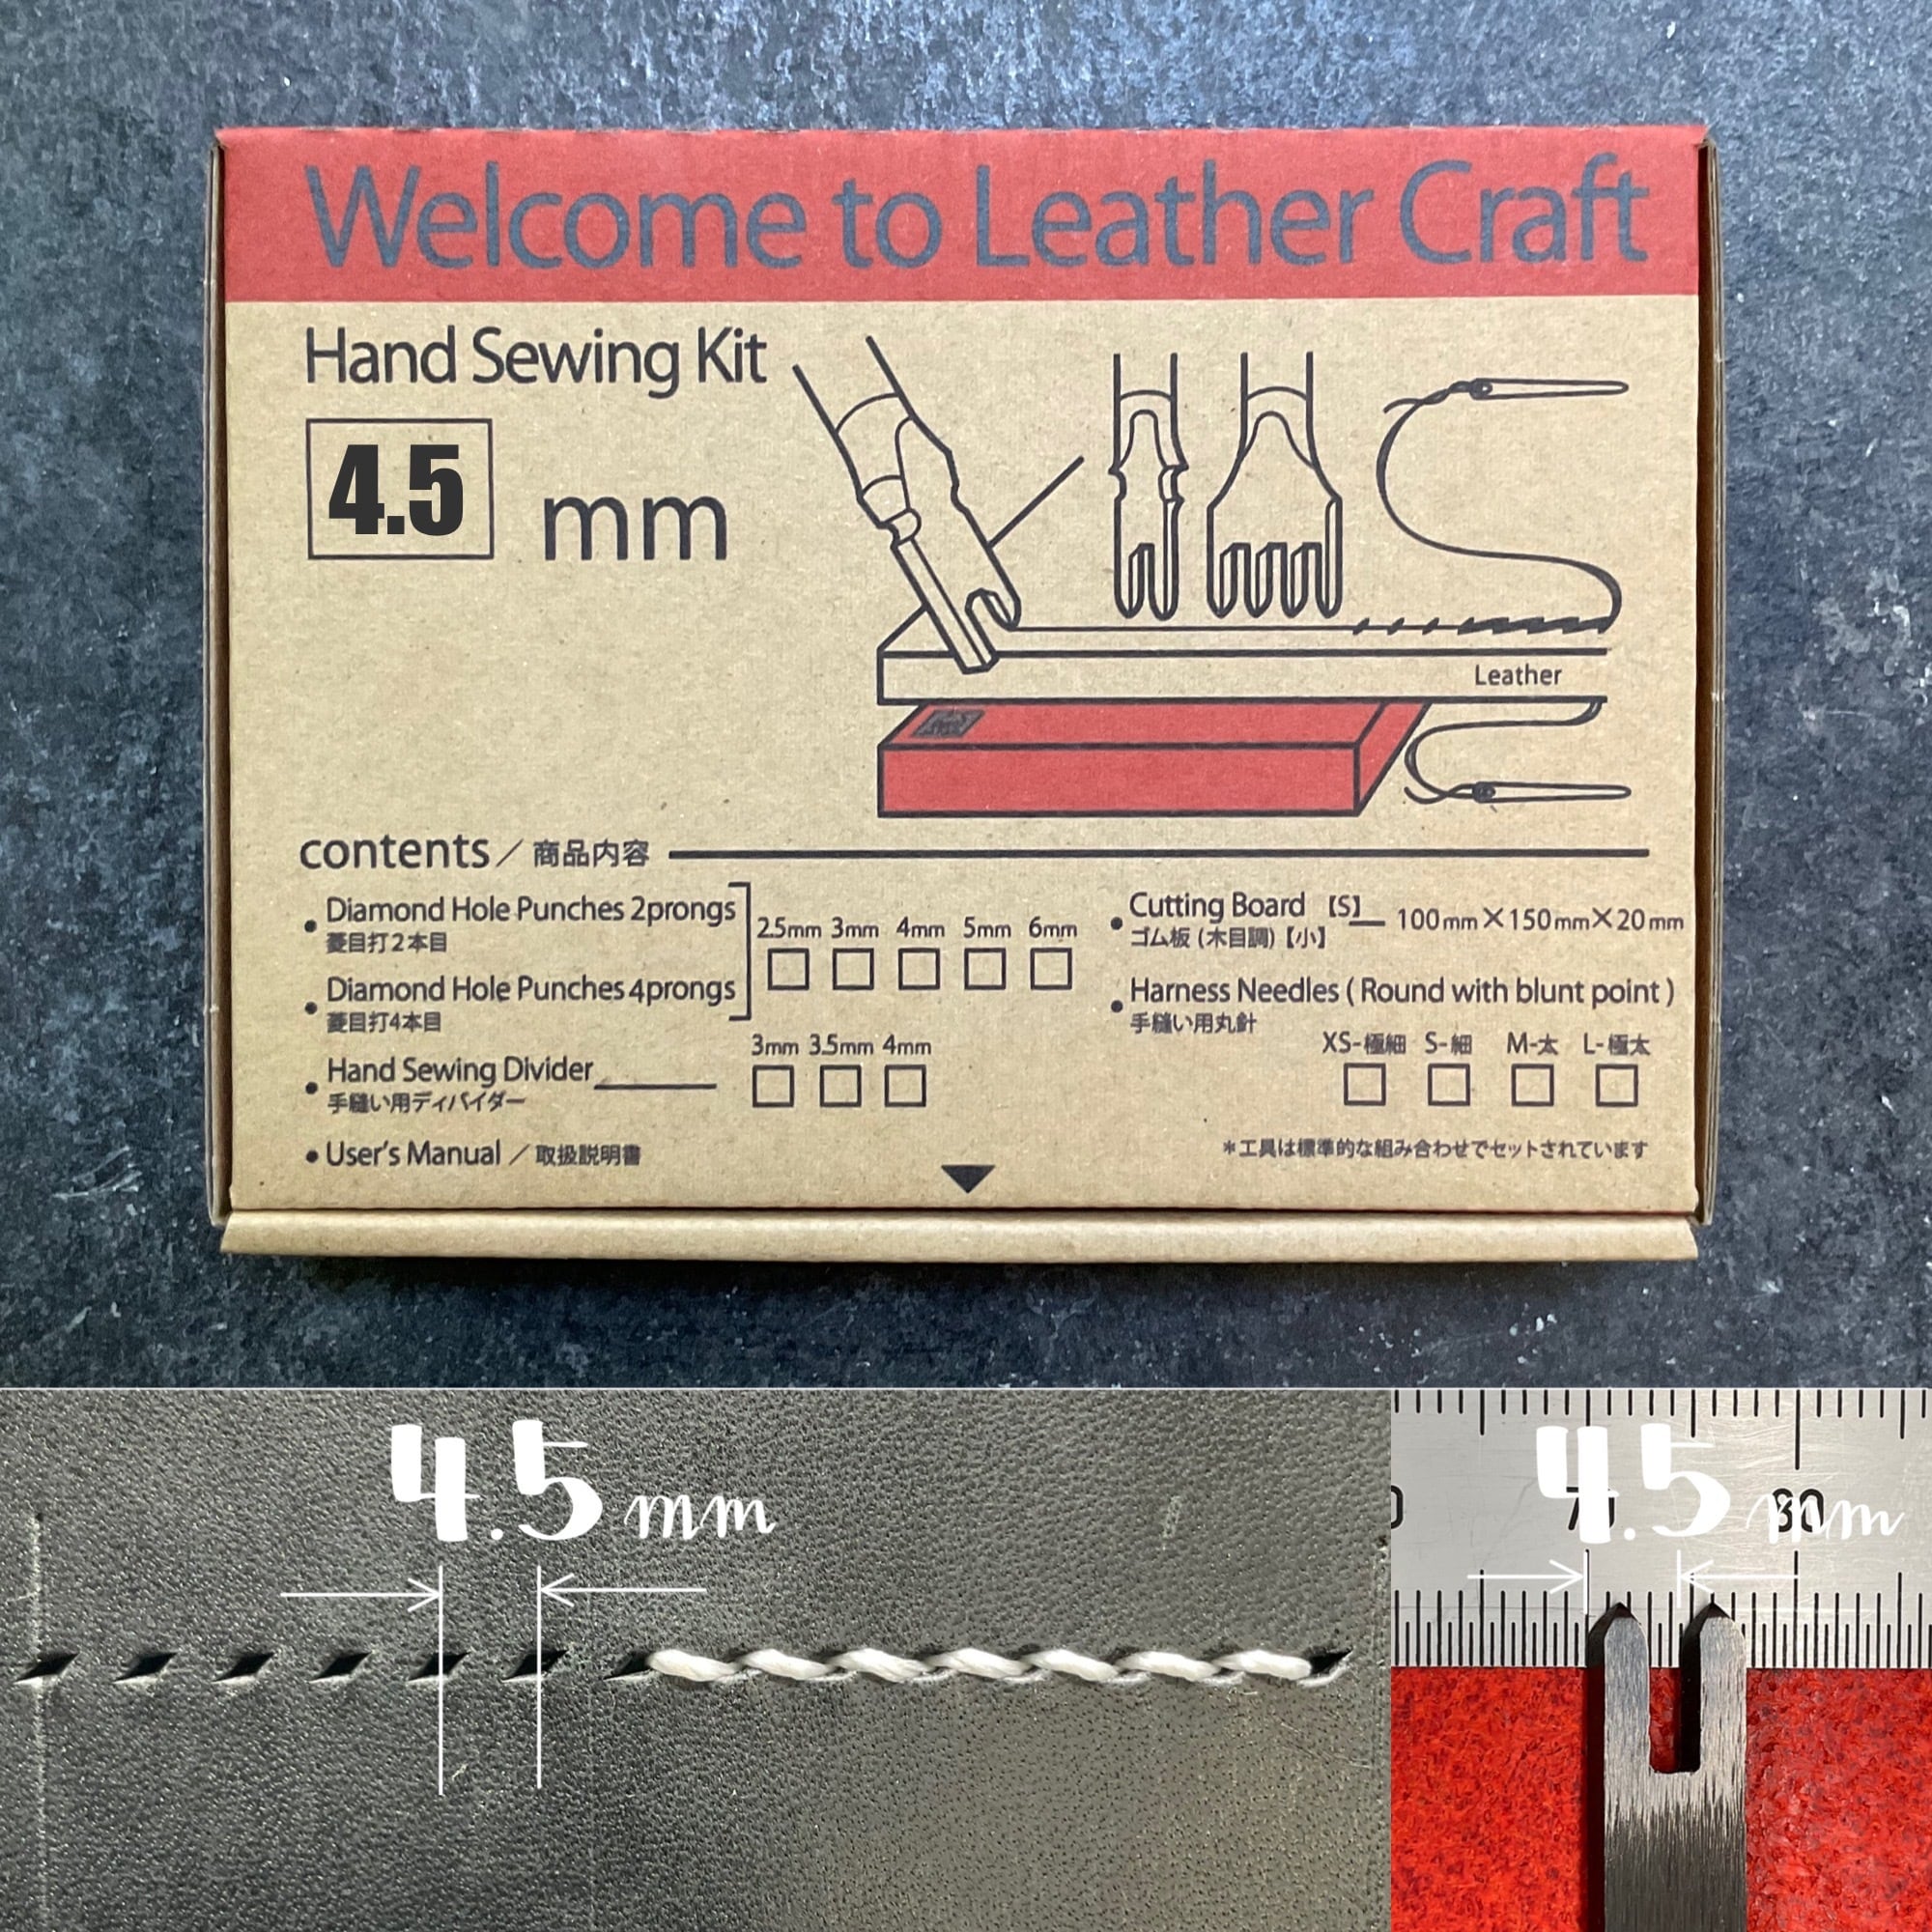 Welcome to Leather Craft
Hand Sewing Kit
4.5 mm
Leather
contents / 商品内容
• Diamond Hole Punches 2prongs
菱目打2本目
• Diamond Hole Punches 4prongs
菱目打4本目
2.5mm 3mm 4mm 5mm 6mm
• Hand Sewing Divider
手縫い用ディバイダー
3mm 3.5mm 4mm
• User's Manual / 取扱説明書
• Cutting Board 【S】 100mm×150mm×20mm
ゴム板 (木目調)【小】
• Harness Needles ( Round with blunt point )
手縫い用丸針
XS-極細 S-細 M-太 L-極太
*工具は標準的な組み合わせでセットされています
4.5 mm
4.5 mm
80